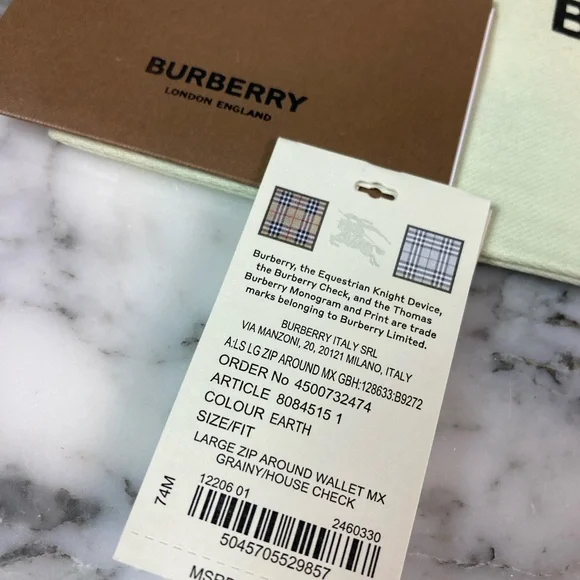 BURBERRY
LONDON ENGLAND
B
Burberry, the Equestrian Knight Device,
the Burberry Check, and the Thomas
Burberry Monogram and Print are trade
marks belonging to Burberry Limited.
BURBERRY ITALY SRL
VIA MANZONI, 20, 20121 MILANO, ITALY
A:LS LG ZIP AROUND MX GBH:128633:B9272
ORDER No 4500732474
ARTICLE 8084515 1
COLOUR EARTH
SIZE/FIT
LARGE ZIP AROUND WALLET MX
GRAINY/HOUSE CHECK
74M
12206 01
2460330
5045705529857